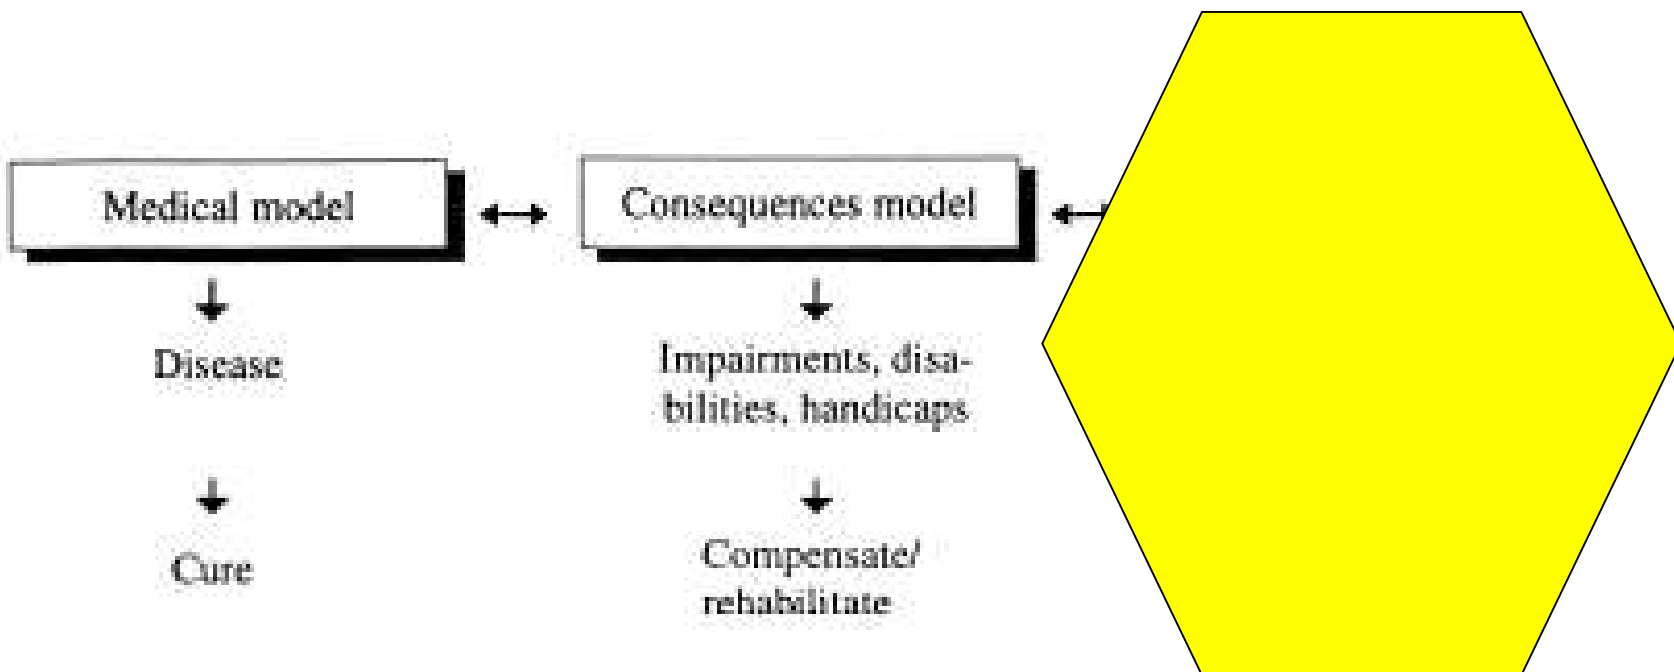 Medical model
Consequences model
Disease
Impairments, disa-
bilities, handicaps
Cure
Compensate/
rehabilitate